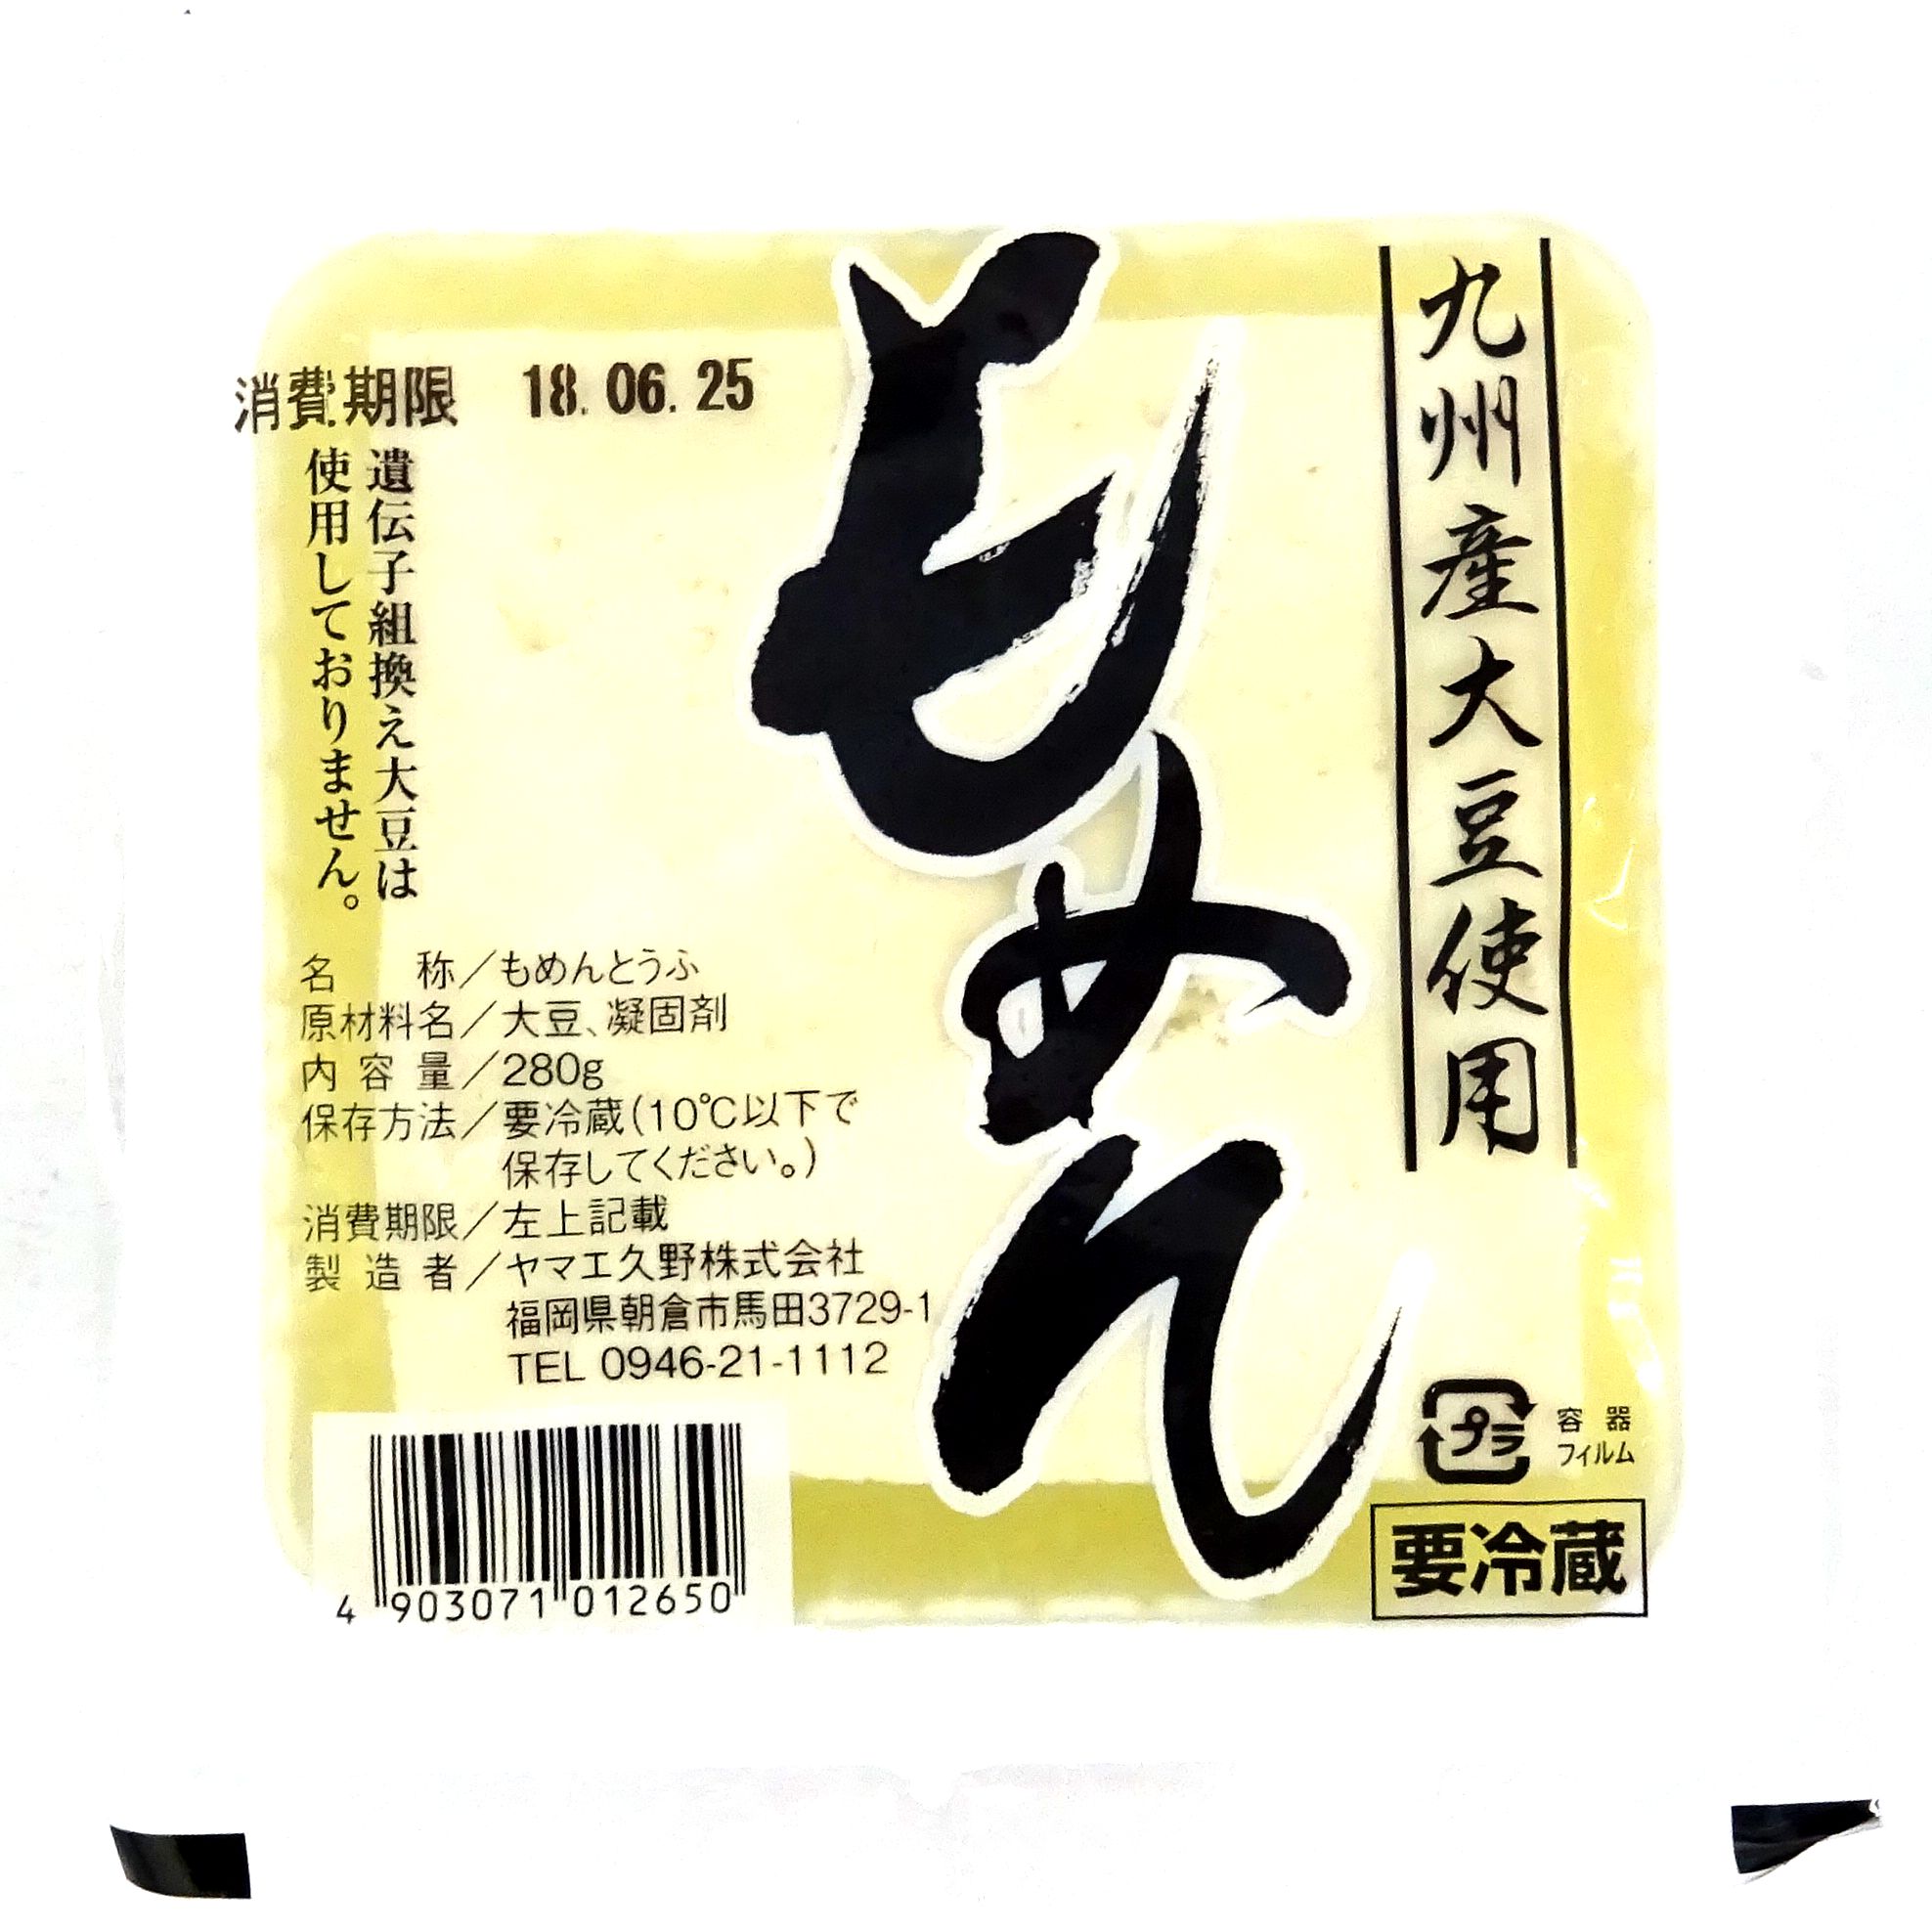 九州産大豆使用
もめん
消費期限 18.06.25
遺伝子組換え大豆は
使用しておりません。
名称/もめんとうふ
原材料名/大豆、凝固剤
内容量/280g
保存方法/要冷蔵(10℃以下で
保存してください。)
消費期限/左上記載
製造者/ヤマエ久野株式会社
福岡県朝倉市馬田3729-1
TEL 0946-21-1112
4 903071 012650
プラ
容器
フィルム
要冷蔵